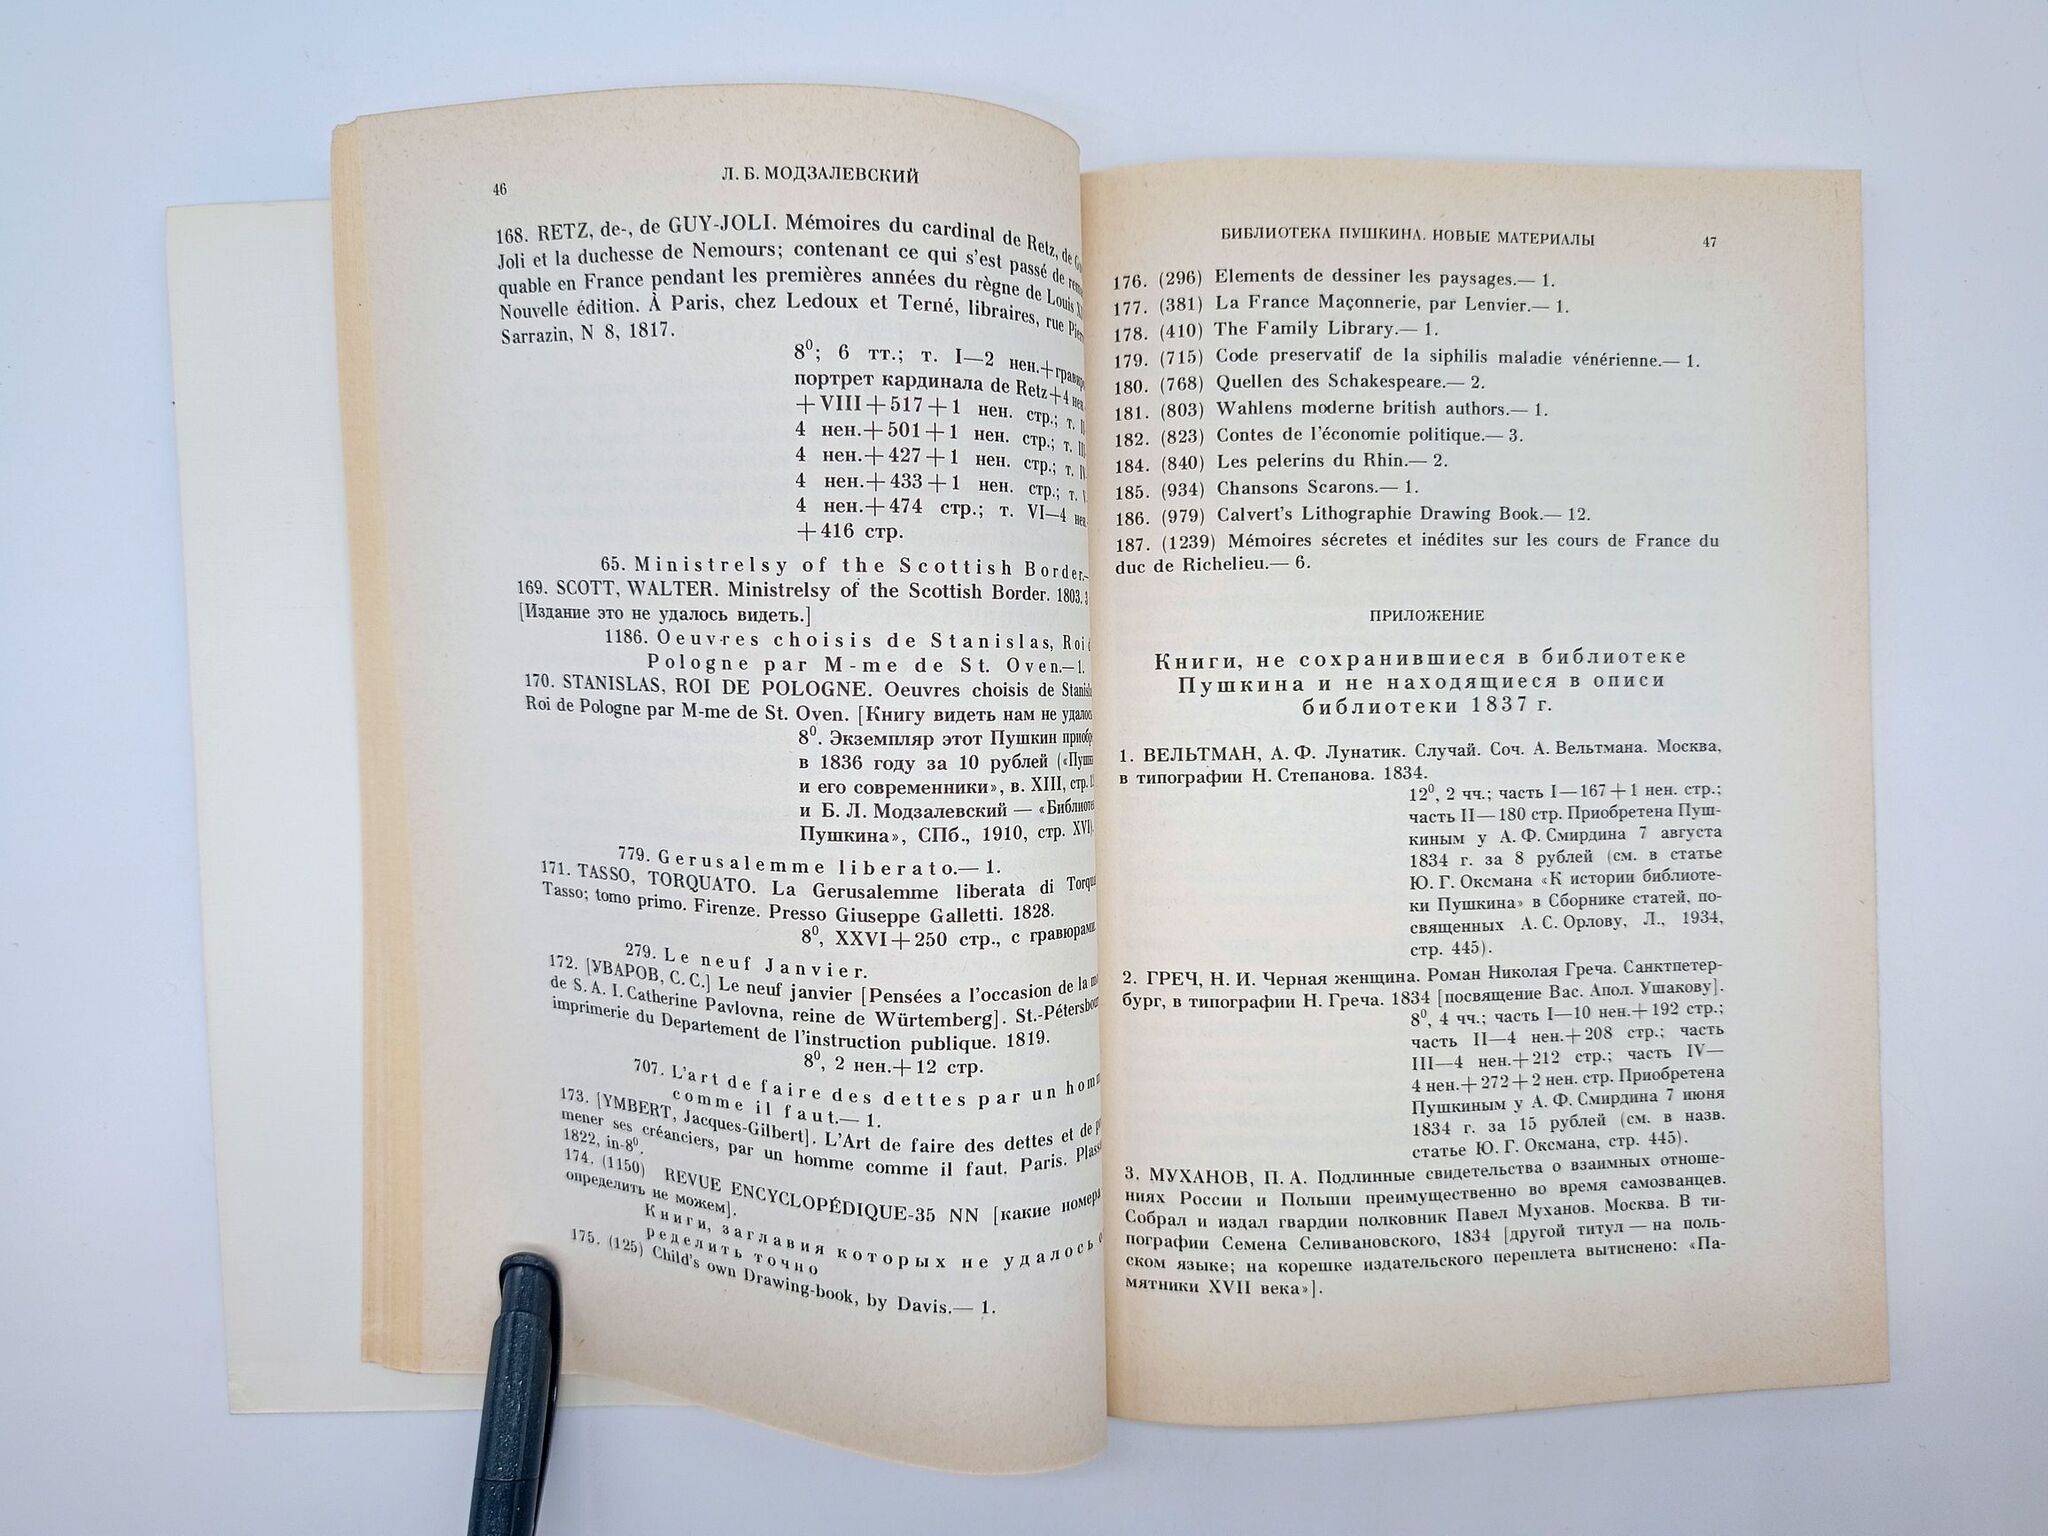 46
Л. Б. МОДЗАЛЕВСКИЙ
168. RETZ, de-, de GUY-JOLI. Mémoires du cardinal de Retz, de
Joli et la duchesse de Nemours; contenant ce qui s'est passé de
quable en France pendant les premières années du règne de Louis
Nouvelle édition. À Paris, chez Ledoux et Terné, libraires, rue
Sarrazin, N 8, 1817.
8⁰; 6 тт.; т. I—2 нен.+
портрет кардинала de Retz+4 нен.
+VIII+517+1 нен. стр.; т.
4 нен.+501+1 нен. стр.; т. III
4 нен.+427+1 нен. стр.; т.
4 нен.+433+1 нен. стр.; т.
4 нен.+474 стр.; т. VI—4
+416 стр.
65. Ministrelsy of the Scottish Border.—
169. SCOTT, WALTER. Ministrelsy of the Scottish Border. 1803.
[Издание это не удалось видеть.]
1186. Oeuvres choisis de Stanislas, Roi
Pologne par M-me de St. Oven.—1.
170. STANISLAS, ROI DE POLOGNE. Oeuvres choisis de
Roi de Pologne par M-me de St. Oven. [Книгу видеть нам не
8⁰. Экземпляр этот Пушкин
в 1836 году за 10 рублей
и его современники», в. XIII, стр.
и Б. Л. Модзалевский — «
Пушкина», СПб., 1910, стр. XVI).
779. Gerusalemme liberato.— 1.
171. TASSO, TORQUATO. La Gerusalemme liberata di
Tasso; tomo primo. Firenze. Presso Giuseppe Galletti. 1828.
8⁰, XXVI+250 стр., с гравюрами.
279. Le neuf Janvier.
172. [УВАРОВ, С. С.] Le neuf janvier [Pensées a l'occasion de la
de S. A. I. Catherine Pavlovna, reine de Würtemberg]. St.-
imprimerie du Departement de l'instruction publique. 1819.
8⁰, 2 нен.+12 стр.
707. L'art de faire des dettes par un
comme il faut.— 1.
173. [YMBERT, Jacques-Gilbert]. L'Art de faire des dettes et de
mener ses créanciers, par un homme comme il faut. Paris.
1822, in-8⁰.
174. (1150) REVUE ENCYCLOPÉDIQUE-35 NN [какие номера
определить не можем].
Книги, заглавия которых не удалось
ределить точно
175. (125) Child's own Drawing-book, by Davis.— 1.
БИБЛИОТЕКА ПУШКИНА. НОВЫЕ МАТЕРИАЛЫ
47
176. (296) Elements de dessiner les paysages.— 1.
177. (381) La France Maçonnerie, par Lenvier.— 1.
178. (410) The Family Library.— 1.
179. (715) Code preservatif de la siphilis maladie vénérienne.— 1.
180. (768) Quellen des Schakespeare.— 2.
181. (803) Wahlens moderne british authors.— 1.
182. (823) Contes de l'économie politique.— 3.
184. (840) Les pelerins du Rhin.— 2.
185. (934) Chansons Scarons.— 1.
186. (979) Calvert's Lithographie Drawing Book.— 12.
187. (1239) Mémoires sécretes et inédites sur les cours de France du
duc de Richelieu.— 6.
ПРИЛОЖЕНИЕ
Книги, не сохранившиеся в библиотеке
Пушкина и не находящиеся в описи
библиотеки 1837 г.
1. ВЕЛЬТМАН, А. Ф. Лунатик. Случай. Соч. А. Вельтмана. Москва,
в типографии Н. Степанова. 1834.
12⁰, 2 чч.; часть I—167+1 нен. стр.;
часть II—180 стр. Приобретена Пуш-
киным у А. Ф. Смирдина 7 августа
1834 г. за 8 рублей (см. в статье
Ю. Г. Оксмана «К истории библиоте-
ки Пушкина» в Сборнике статей, по-
священных А. С. Орлову, Л., 1934,
стр. 445).
2. ГРЕЧ, Н. И. Черная женщина. Роман Николая Греча. Санктпетер-
бург, в типографии Н. Греча. 1834 [посвящение Вас. Апол. Ушакову].
8⁰, 4 чч.; часть I—10 нен.+192 стр.;
часть II—4 нен.+208 стр.; часть
III—4 нен.+212 стр.; часть IV—
4 нен.+272+2 нен. стр. Приобретена
Пушкиным у А. Ф. Смирдина 7 июня
1834 г. за 15 рублей (см. в назв.
статье Ю. Г. Оксмана, стр. 445).
3. МУХАНОВ, П. А. Подлинные свидетельства о взаимных отноше-
ниях России и Польши преимущественно во время самозванцев.
Собрал и издал гвардии полковник Павел Муханов. Москва. В ти-
пографии Семена Селивановского, 1834 [другой титул — на поль-
ском языке; на корешке издательского переплета вытиснено: «Па-
мятники XVII века»].